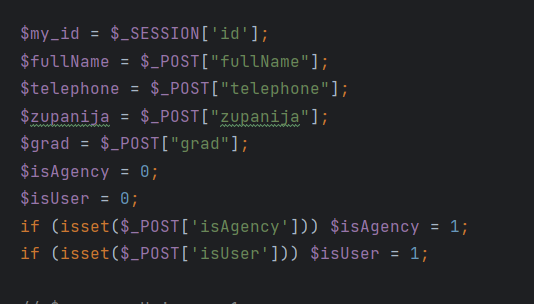 $my_id = $_SESSION['id'];
$fullName = $_POST["fullName"];
$telephone = $_POST["telephone"];
$zupanija = $_POST["zupanija"];
$grad = $_POST["grad"];
$isAgency = 0;
$isUser = 0;
if (isset($_POST['isAgency'])) $isAgency = 1;
if (isset($_POST['isUser'])) $isUser = 1;